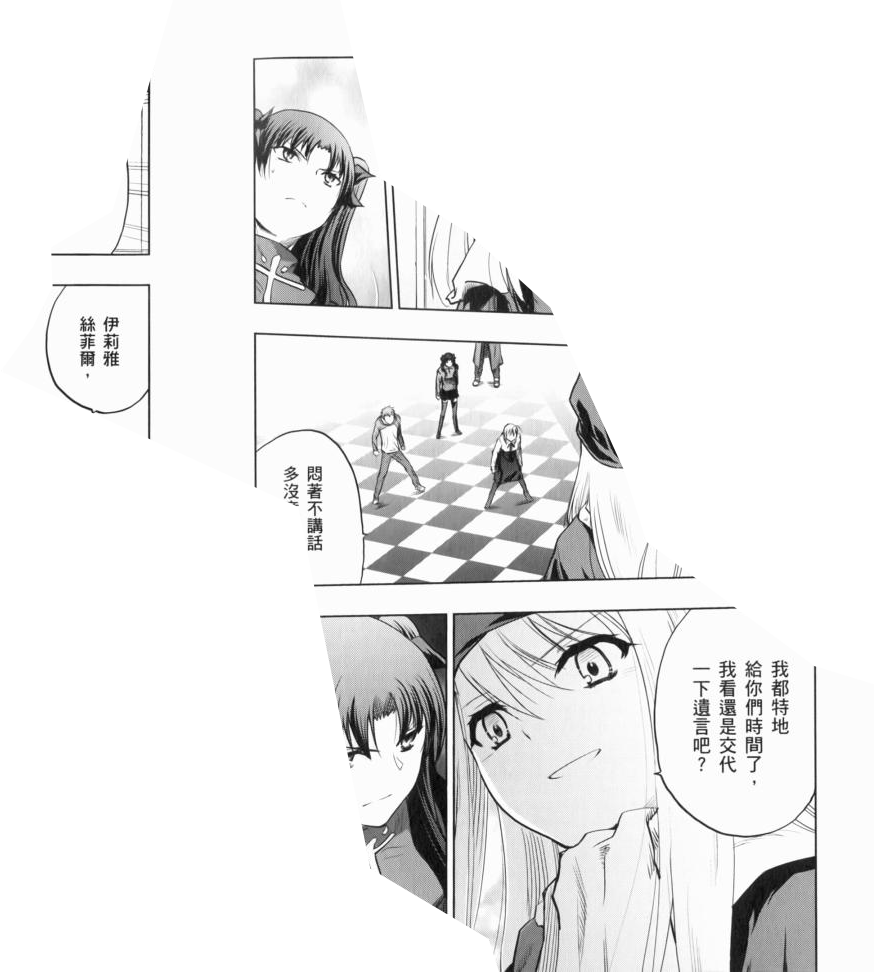 悶著不講話
多沒
我都特地
給你們時間了，
我看還是交代
一下遺言吧？
伊莉雅
絲菲爾，